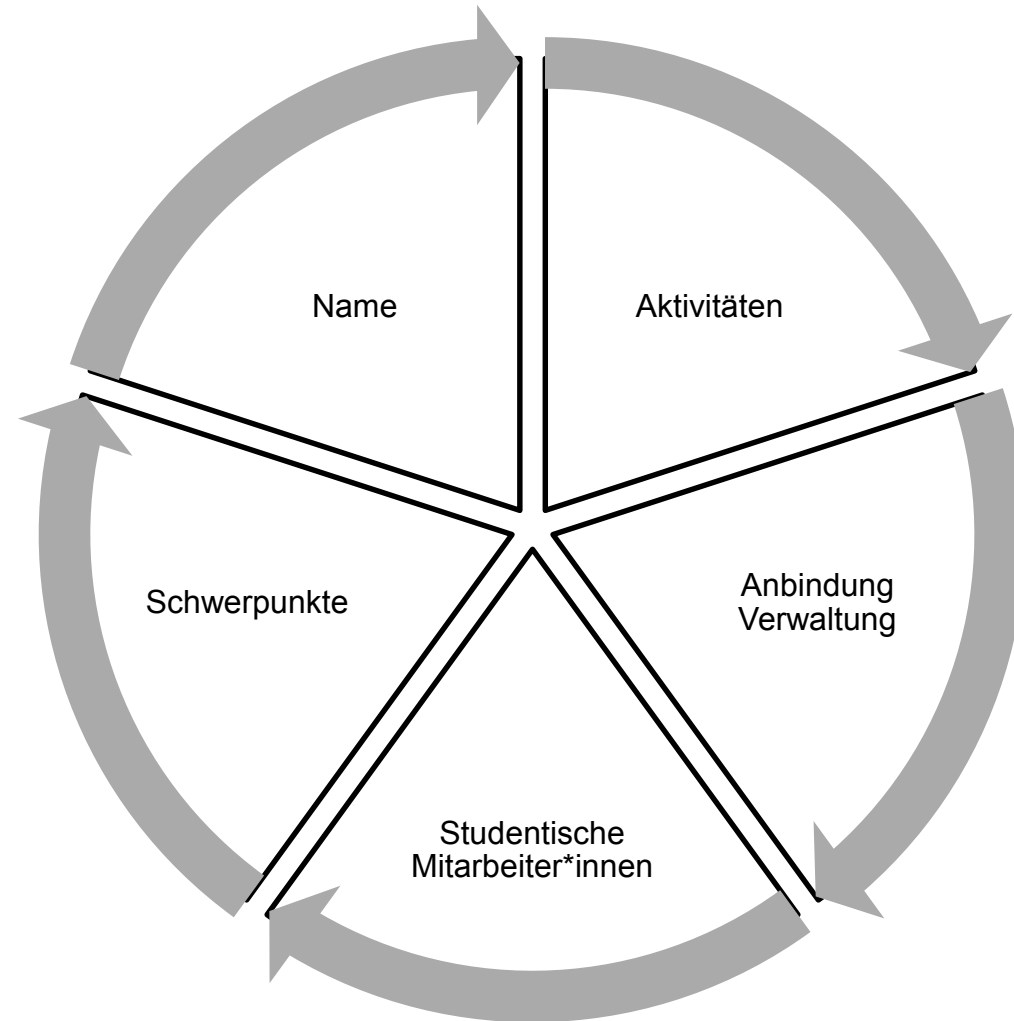 Name
Aktivitäten
Anbindung
Verwaltung
Studentische
Mitarbeiter*innen
Schwerpunkte